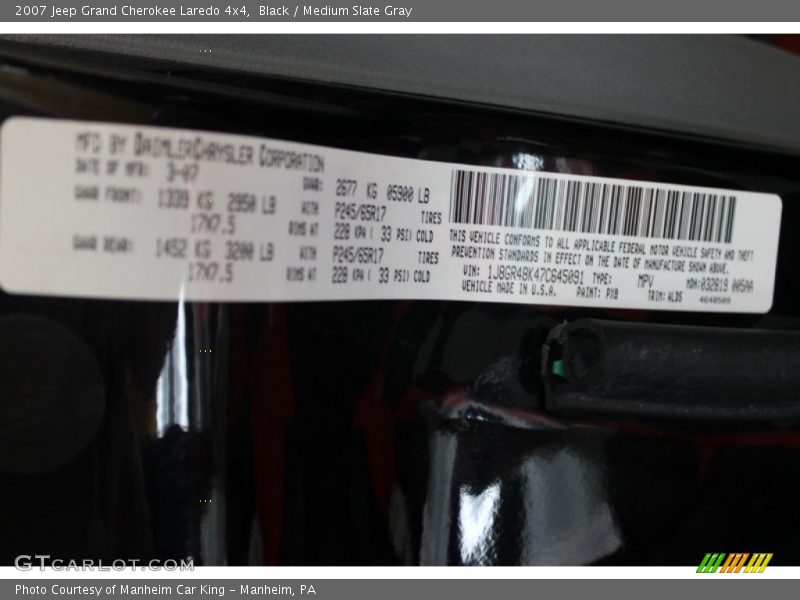 2007 Jeep Grand Cherokee Laredo 4x4, Black / Medium Slate Gray
MFD BY DAIMLERCHRYSLER CORPORATION
DATE OF MFR: 3-07 GVWR: 2677 KG 05900 LB
GAWR FRONT: 1339 KG 2950 LB WITH P245/65R17 TIRES
17X7.5 RIMS AT 228 KPA ( 33 PSI) COLD
GAWR REAR: 1452 KG 3200 LB WITH P245/65R17 TIRES
17X7.5 RIMS AT 228 KPA ( 33 PSI) COLD
THIS VEHICLE CONFORMS TO ALL APPLICABLE FEDERAL MOTOR VEHICLE SAFETY AND THEFT
PREVENTION STANDARDS IN EFFECT ON THE DATE OF MANUFACTURE SHOWN ABOVE.
VIN: 1J8GR48K47C645091 TYPE: MPV MDH:032819 005AA
VEHICLE MADE IN U.S.A. PAINT: PX8 TRIM: ALDS
4648509
GTCARLOT.COM
Photo Courtesy of Manheim Car King - Manheim, PA